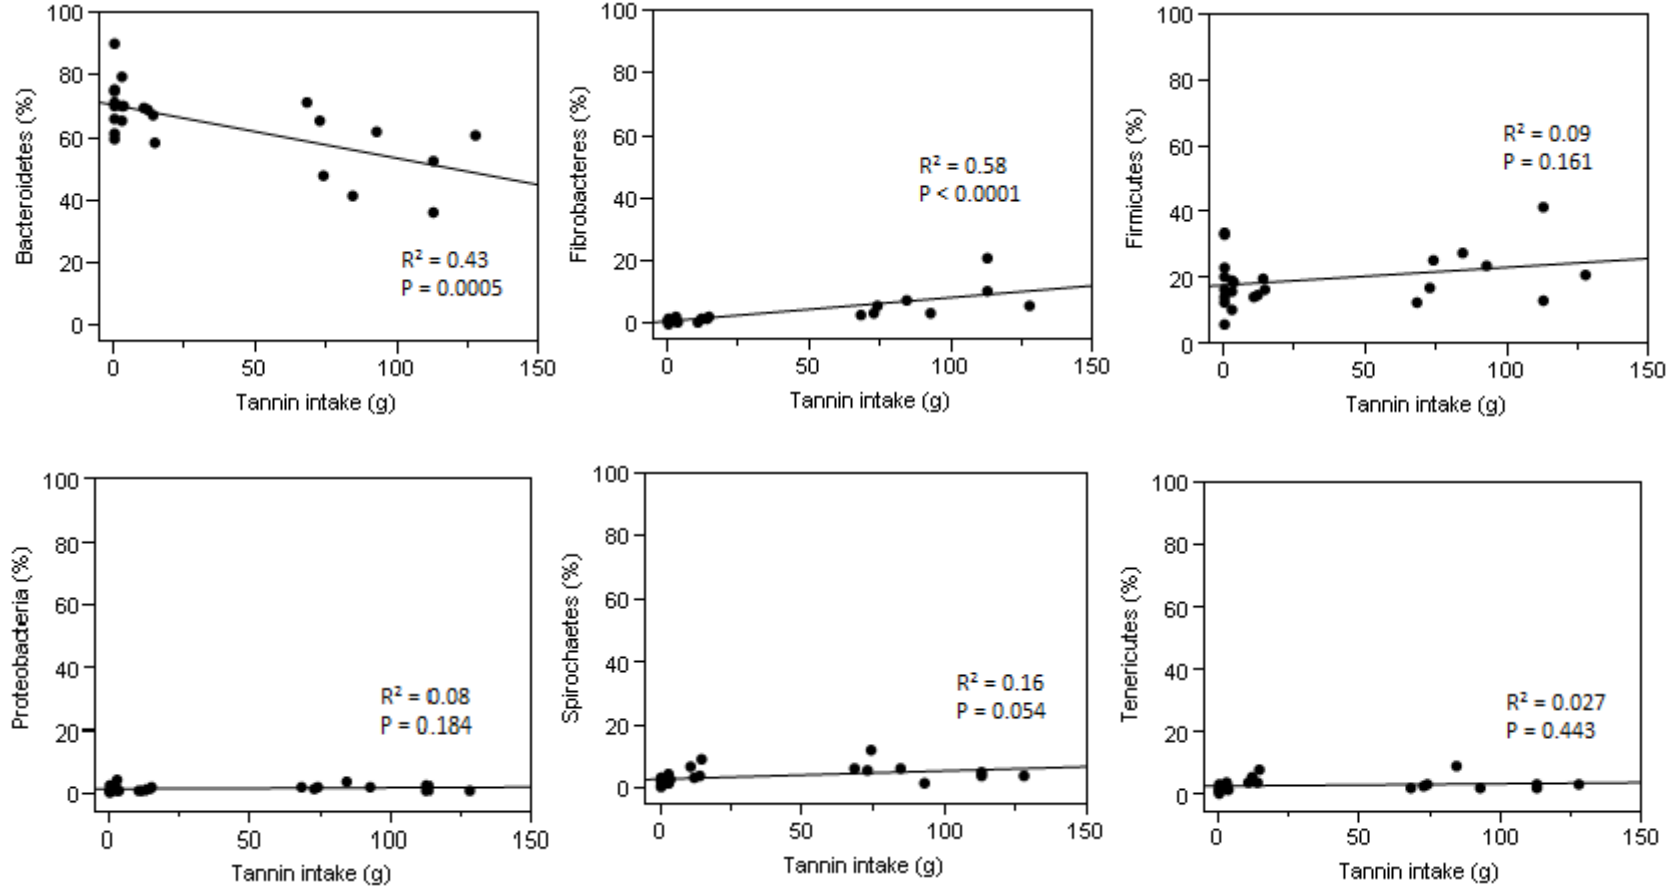 100
80
60
40
20
0
Bacteroidetes (%)
R² = 0.43
P = 0.0005
0 50 100 150
Tannin intake (g)
100
80
60
40
20
0
Fibrobacteres (%)
R² = 0.58
P < 0.0001
0 50 100 150
Tannin intake (g)
100
80
60
40
20
0
Firmicutes (%)
R² = 0.09
P = 0.161
0 50 100 150
Tannin intake (g)
100
80
60
40
20
0
Proteobacteria (%)
R² = 0.08
P = 0.184
0 50 100 150
Tannin intake (g)
100
80
60
40
20
0
Spirochaetes (%)
R² = 0.16
P = 0.054
0 50 100 150
Tannin intake (g)
100
80
60
40
20
0
Tenericutes (%)
R² = 0.027
P = 0.443
0 50 100 150
Tannin intake (g)